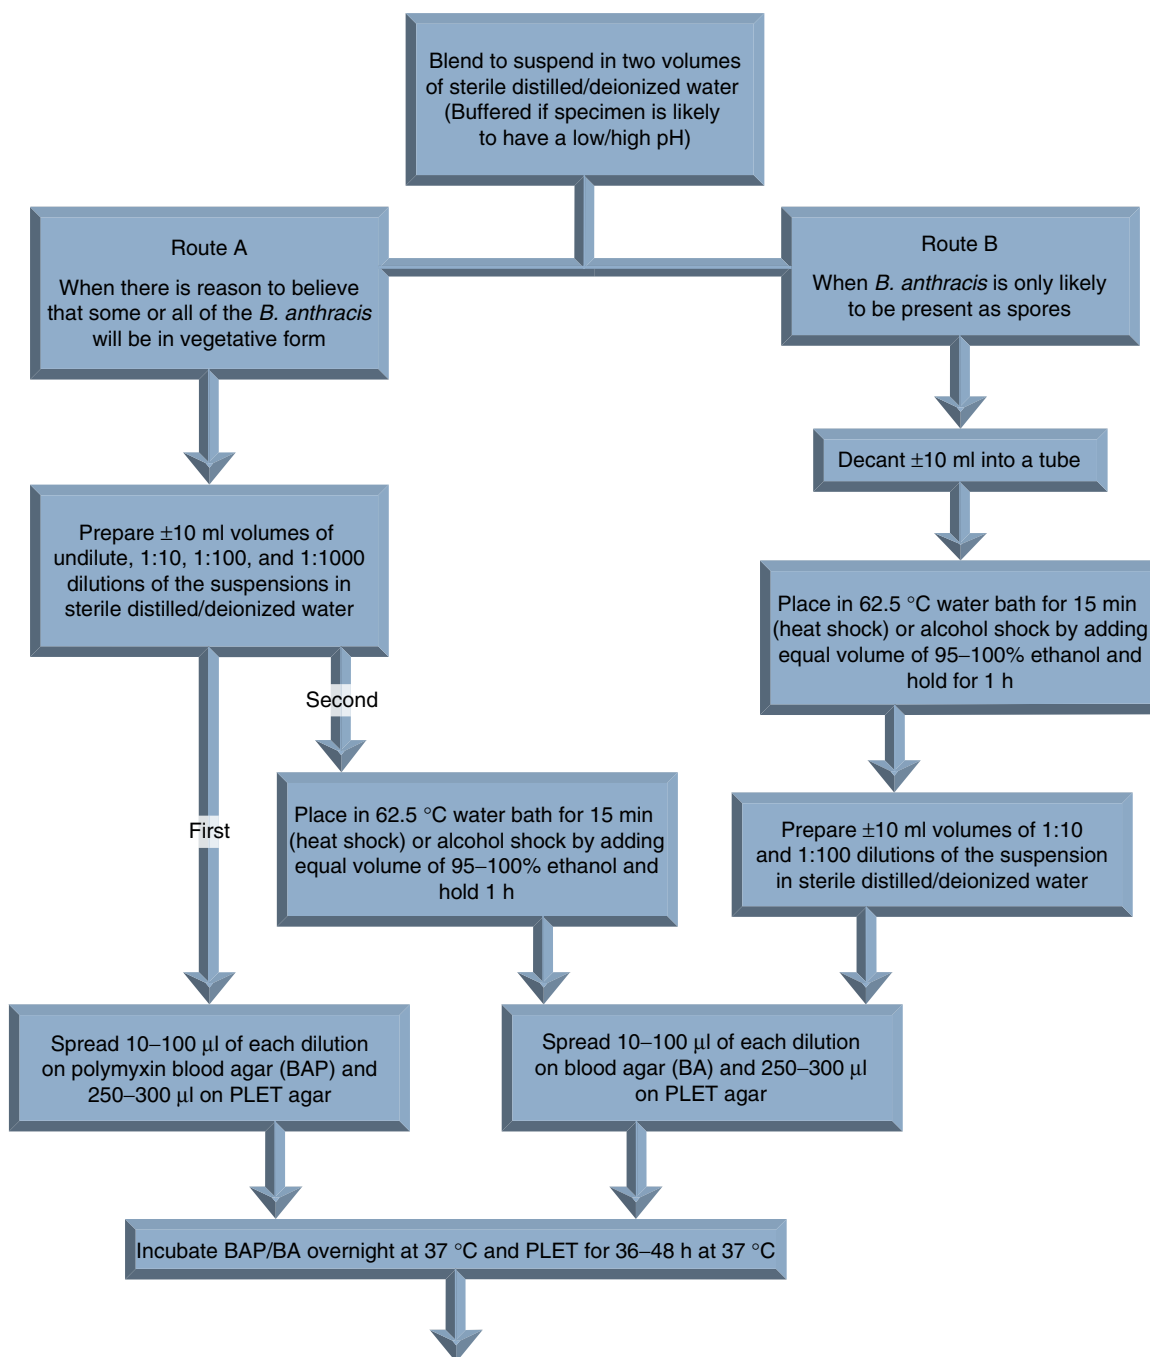 Blend to suspend in two volumes
of sterile distilled/deionized water
(Buffered if specimen is likely
to have a low/high pH)
Route A
When there is reason to believe
that some or all of the B. anthracis
will be in vegetative form
Route B
When B. anthracis is only likely
to be present as spores
Decant ±10 ml into a tube
Prepare ±10 ml volumes of
undilute, 1:10, 1:100, and 1:1000
dilutions of the suspensions in
sterile distilled/deionized water
Place in 62.5 °C water bath for 15 min
(heat shock) or alcohol shock by adding
equal volume of 95–100% ethanol and
hold for 1 h
Second
First
Place in 62.5 °C water bath for 15 min
(heat shock) or alcohol shock by adding
equal volume of 95–100% ethanol and
hold 1 h
Prepare ±10 ml volumes of 1:10
and 1:100 dilutions of the suspension
in sterile distilled/deionized water
Spread 10–100 µl of each dilution
on polymyxin blood agar (BAP) and
250–300 µl on PLET agar
Spread 10–100 µl of each dilution
on blood agar (BA) and 250–300 µl
on PLET agar
Incubate BAP/BA overnight at 37 °C and PLET for 36–48 h at 37 °C